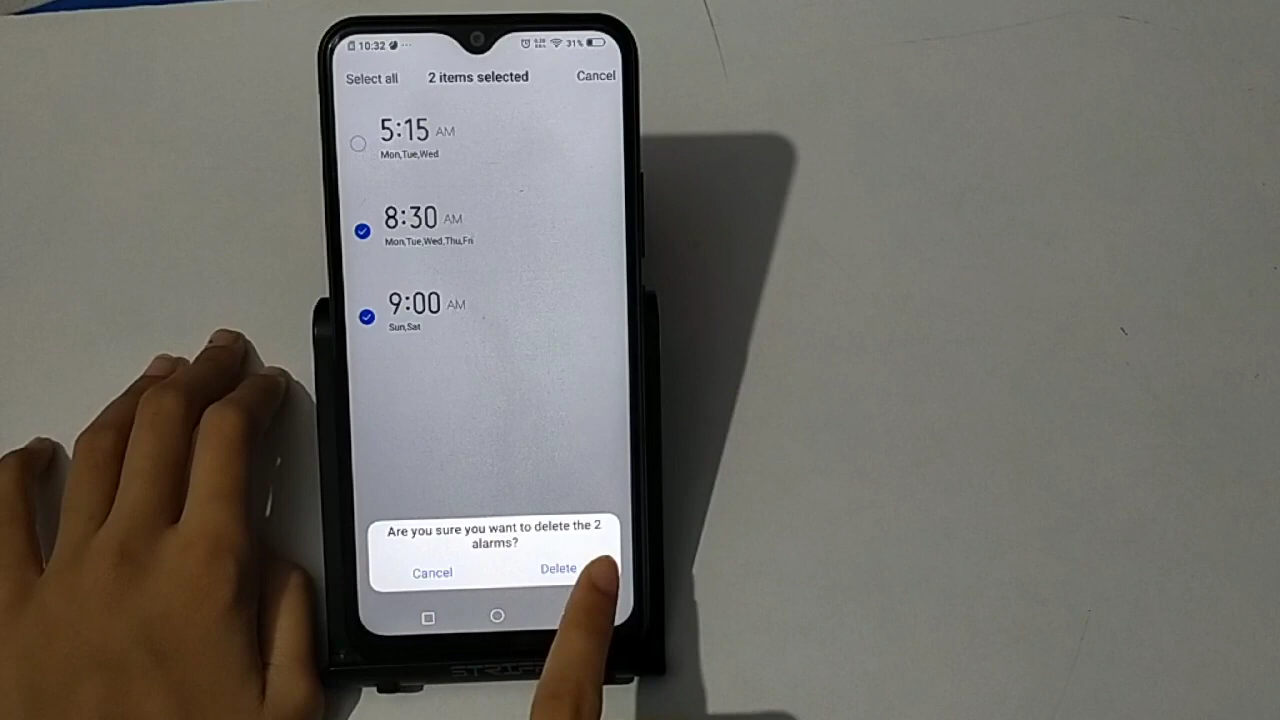 10:32 ... 31%
Select all 2 items selected Cancel
5:15 AM
Mon,Tue,Wed
8:30 AM
Mon,Tue,Wed,Thu,Fri
9:00 AM
Sun,Sat
Are you sure you want to delete the 2
alarms?
Cancel Delete